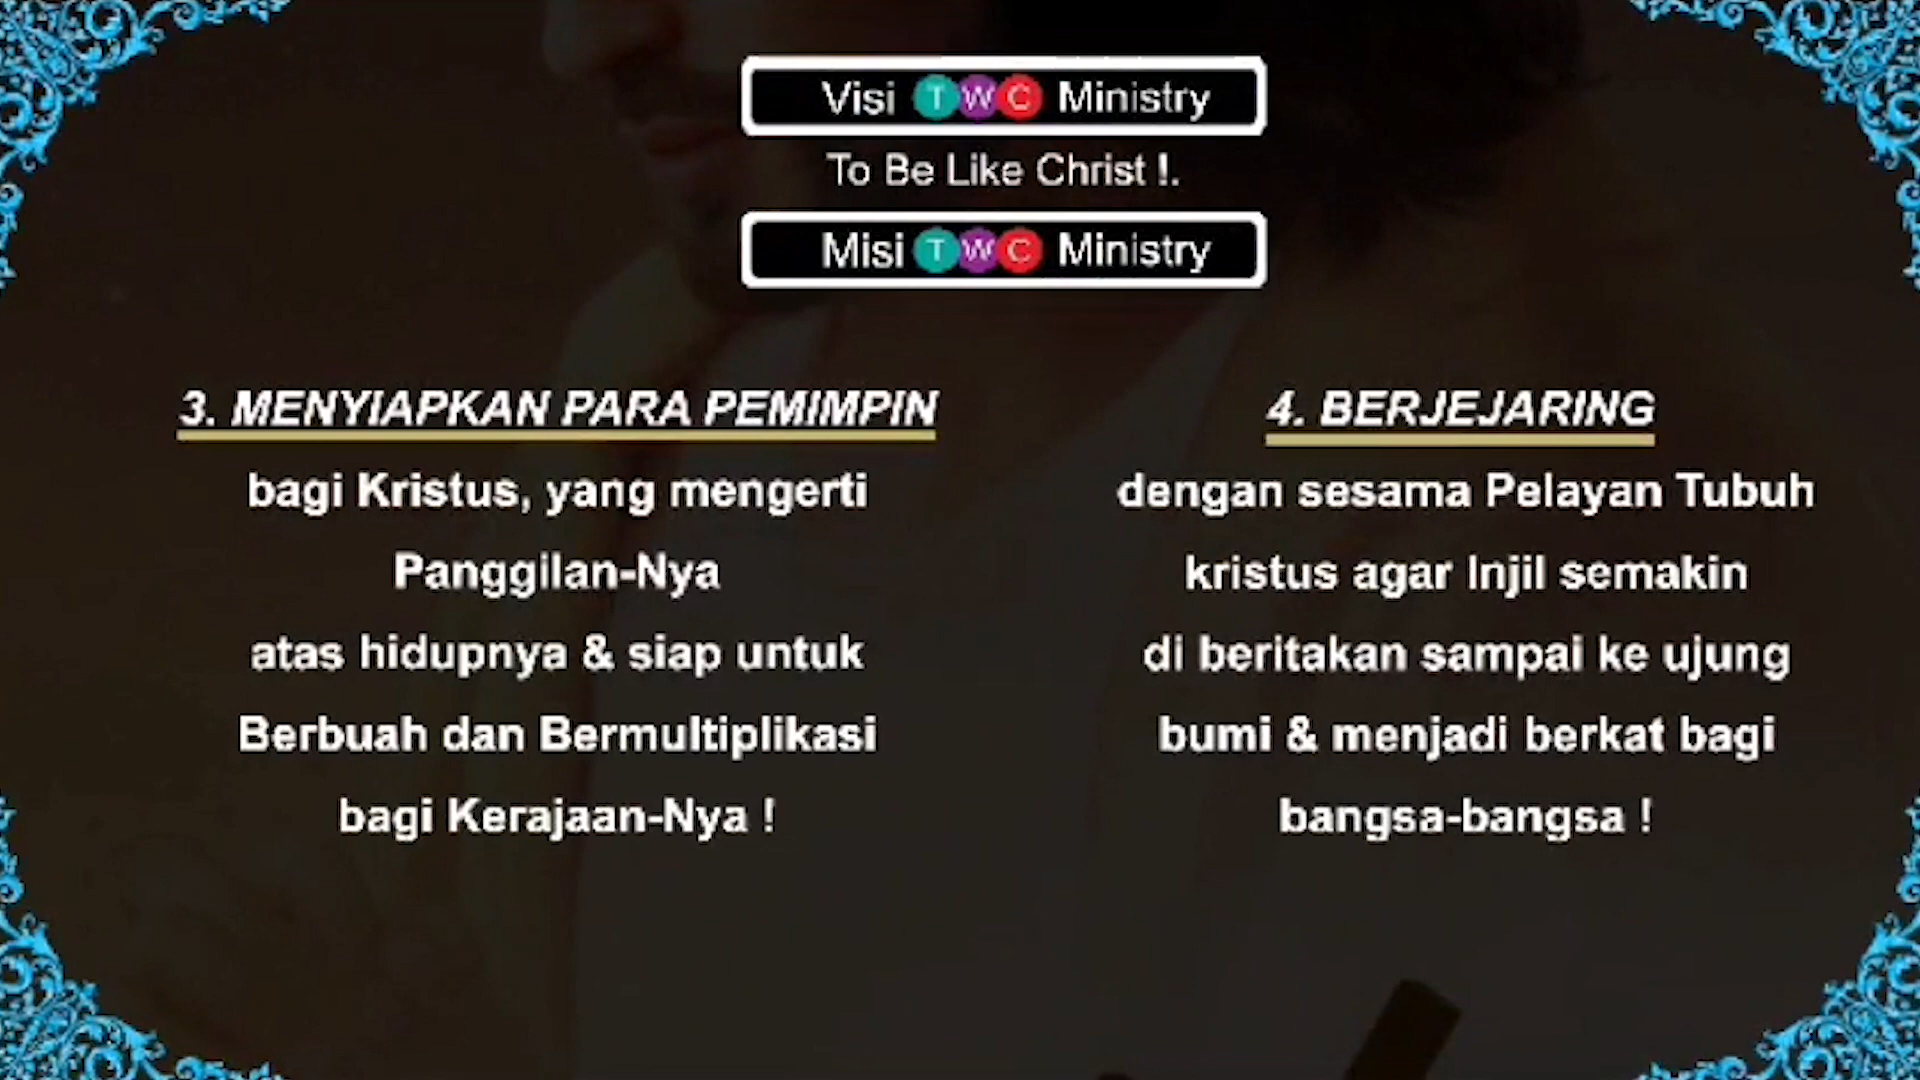 Visi TWC Ministry
To Be Like Christ !.
Misi TWC Ministry
3. MENYIAPKAN PARA PEMIMPIN
bagi Kristus, yang mengerti
Panggilan-Nya
atas hidupnya & siap untuk
Berbuah dan Bermultiplikasi
bagi Kerajaan-Nya !
4. BERJEJARING
dengan sesama Pelayan Tubuh
kristus agar Injil semakin
di beritakan sampai ke ujung
bumi & menjadi berkat bagi
bangsa-bangsa !